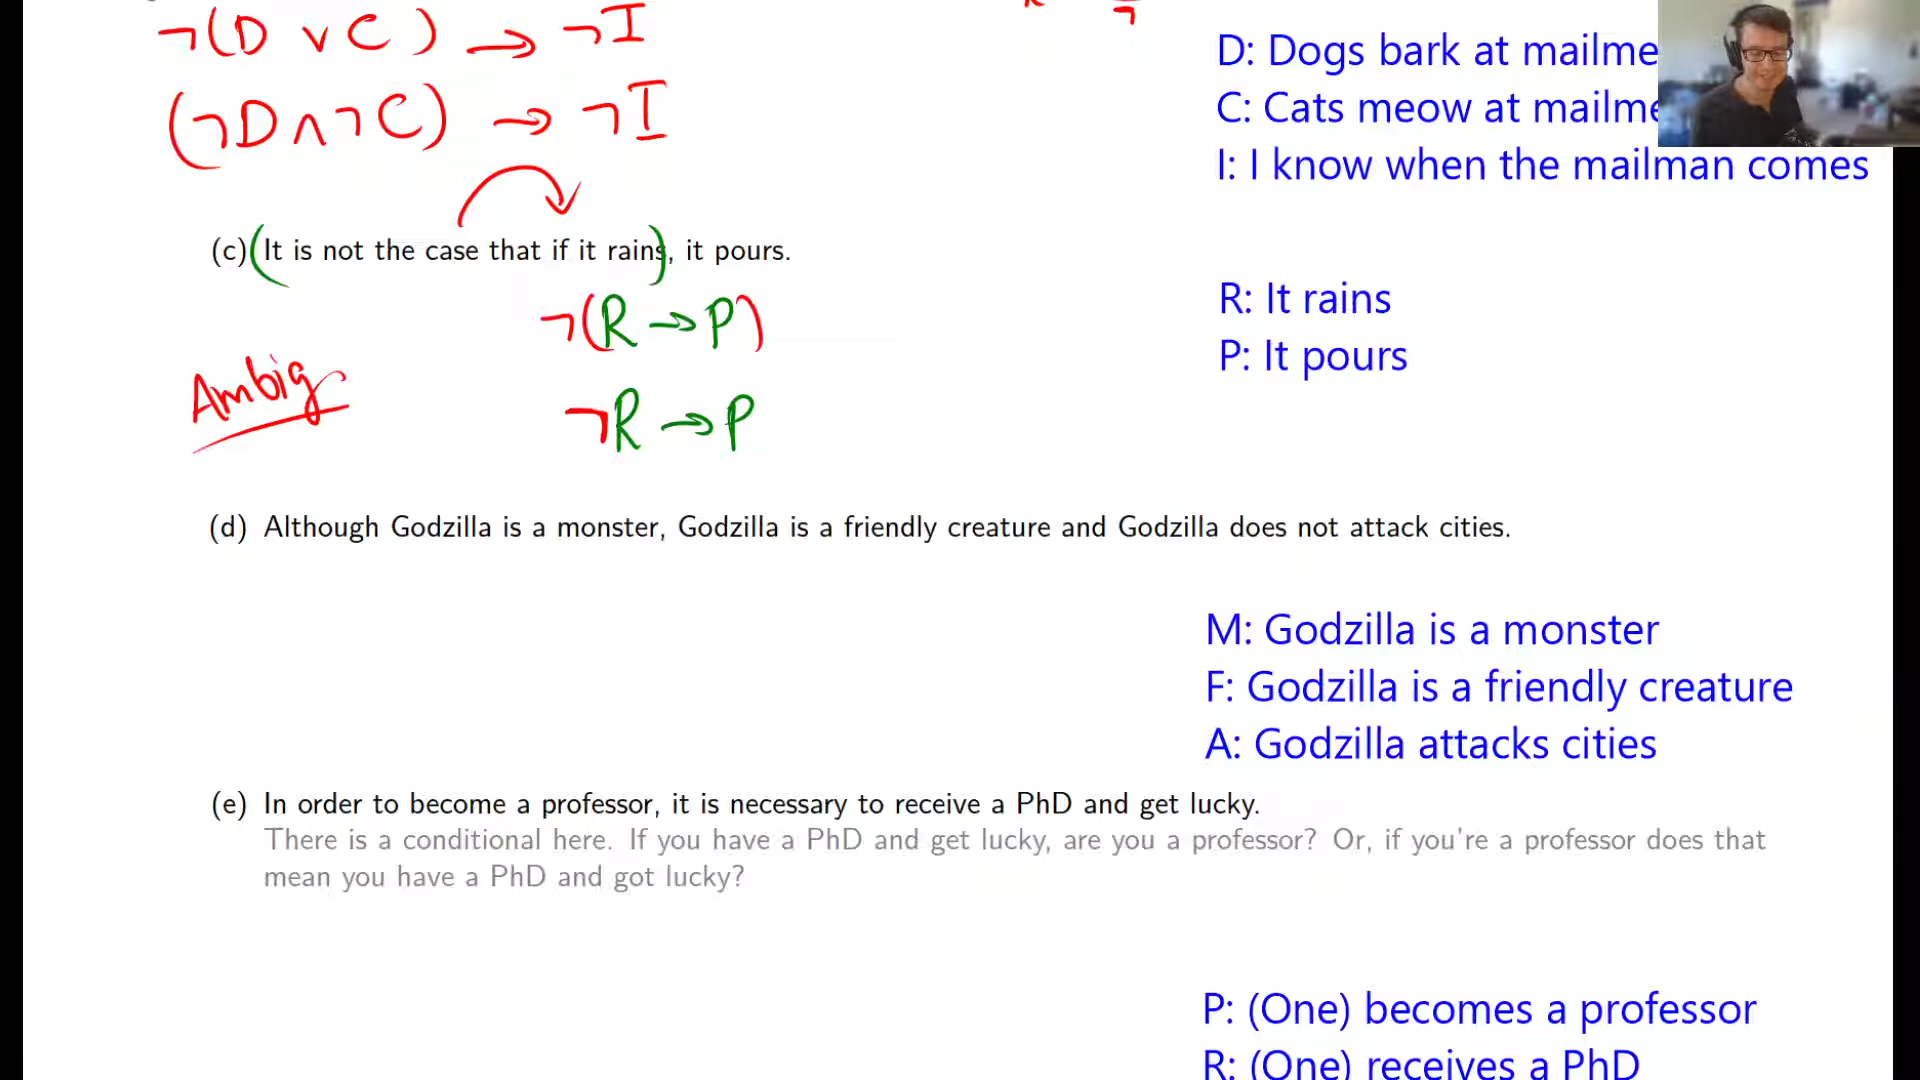 ¬(D ∨ C) → ¬I
(¬D ∧ ¬C) → ¬I
D: Dogs bark at mailme
C: Cats meow at mailme
I: I know when the mailman comes
(c) (It is not the case that if it rains), it pours.
¬(R → P)
¬R → P
Ambig
R: It rains
P: It pours
(d) Although Godzilla is a monster, Godzilla is a friendly creature and Godzilla does not attack cities.
M: Godzilla is a monster
F: Godzilla is a friendly creature
A: Godzilla attacks cities
(e) In order to become a professor, it is necessary to receive a PhD and get lucky.
There is a conditional here. If you have a PhD and get lucky, are you a professor? Or, if you're a professor does that
mean you have a PhD and got lucky?
P: (One) becomes a professor
R: (One) receives a PhD